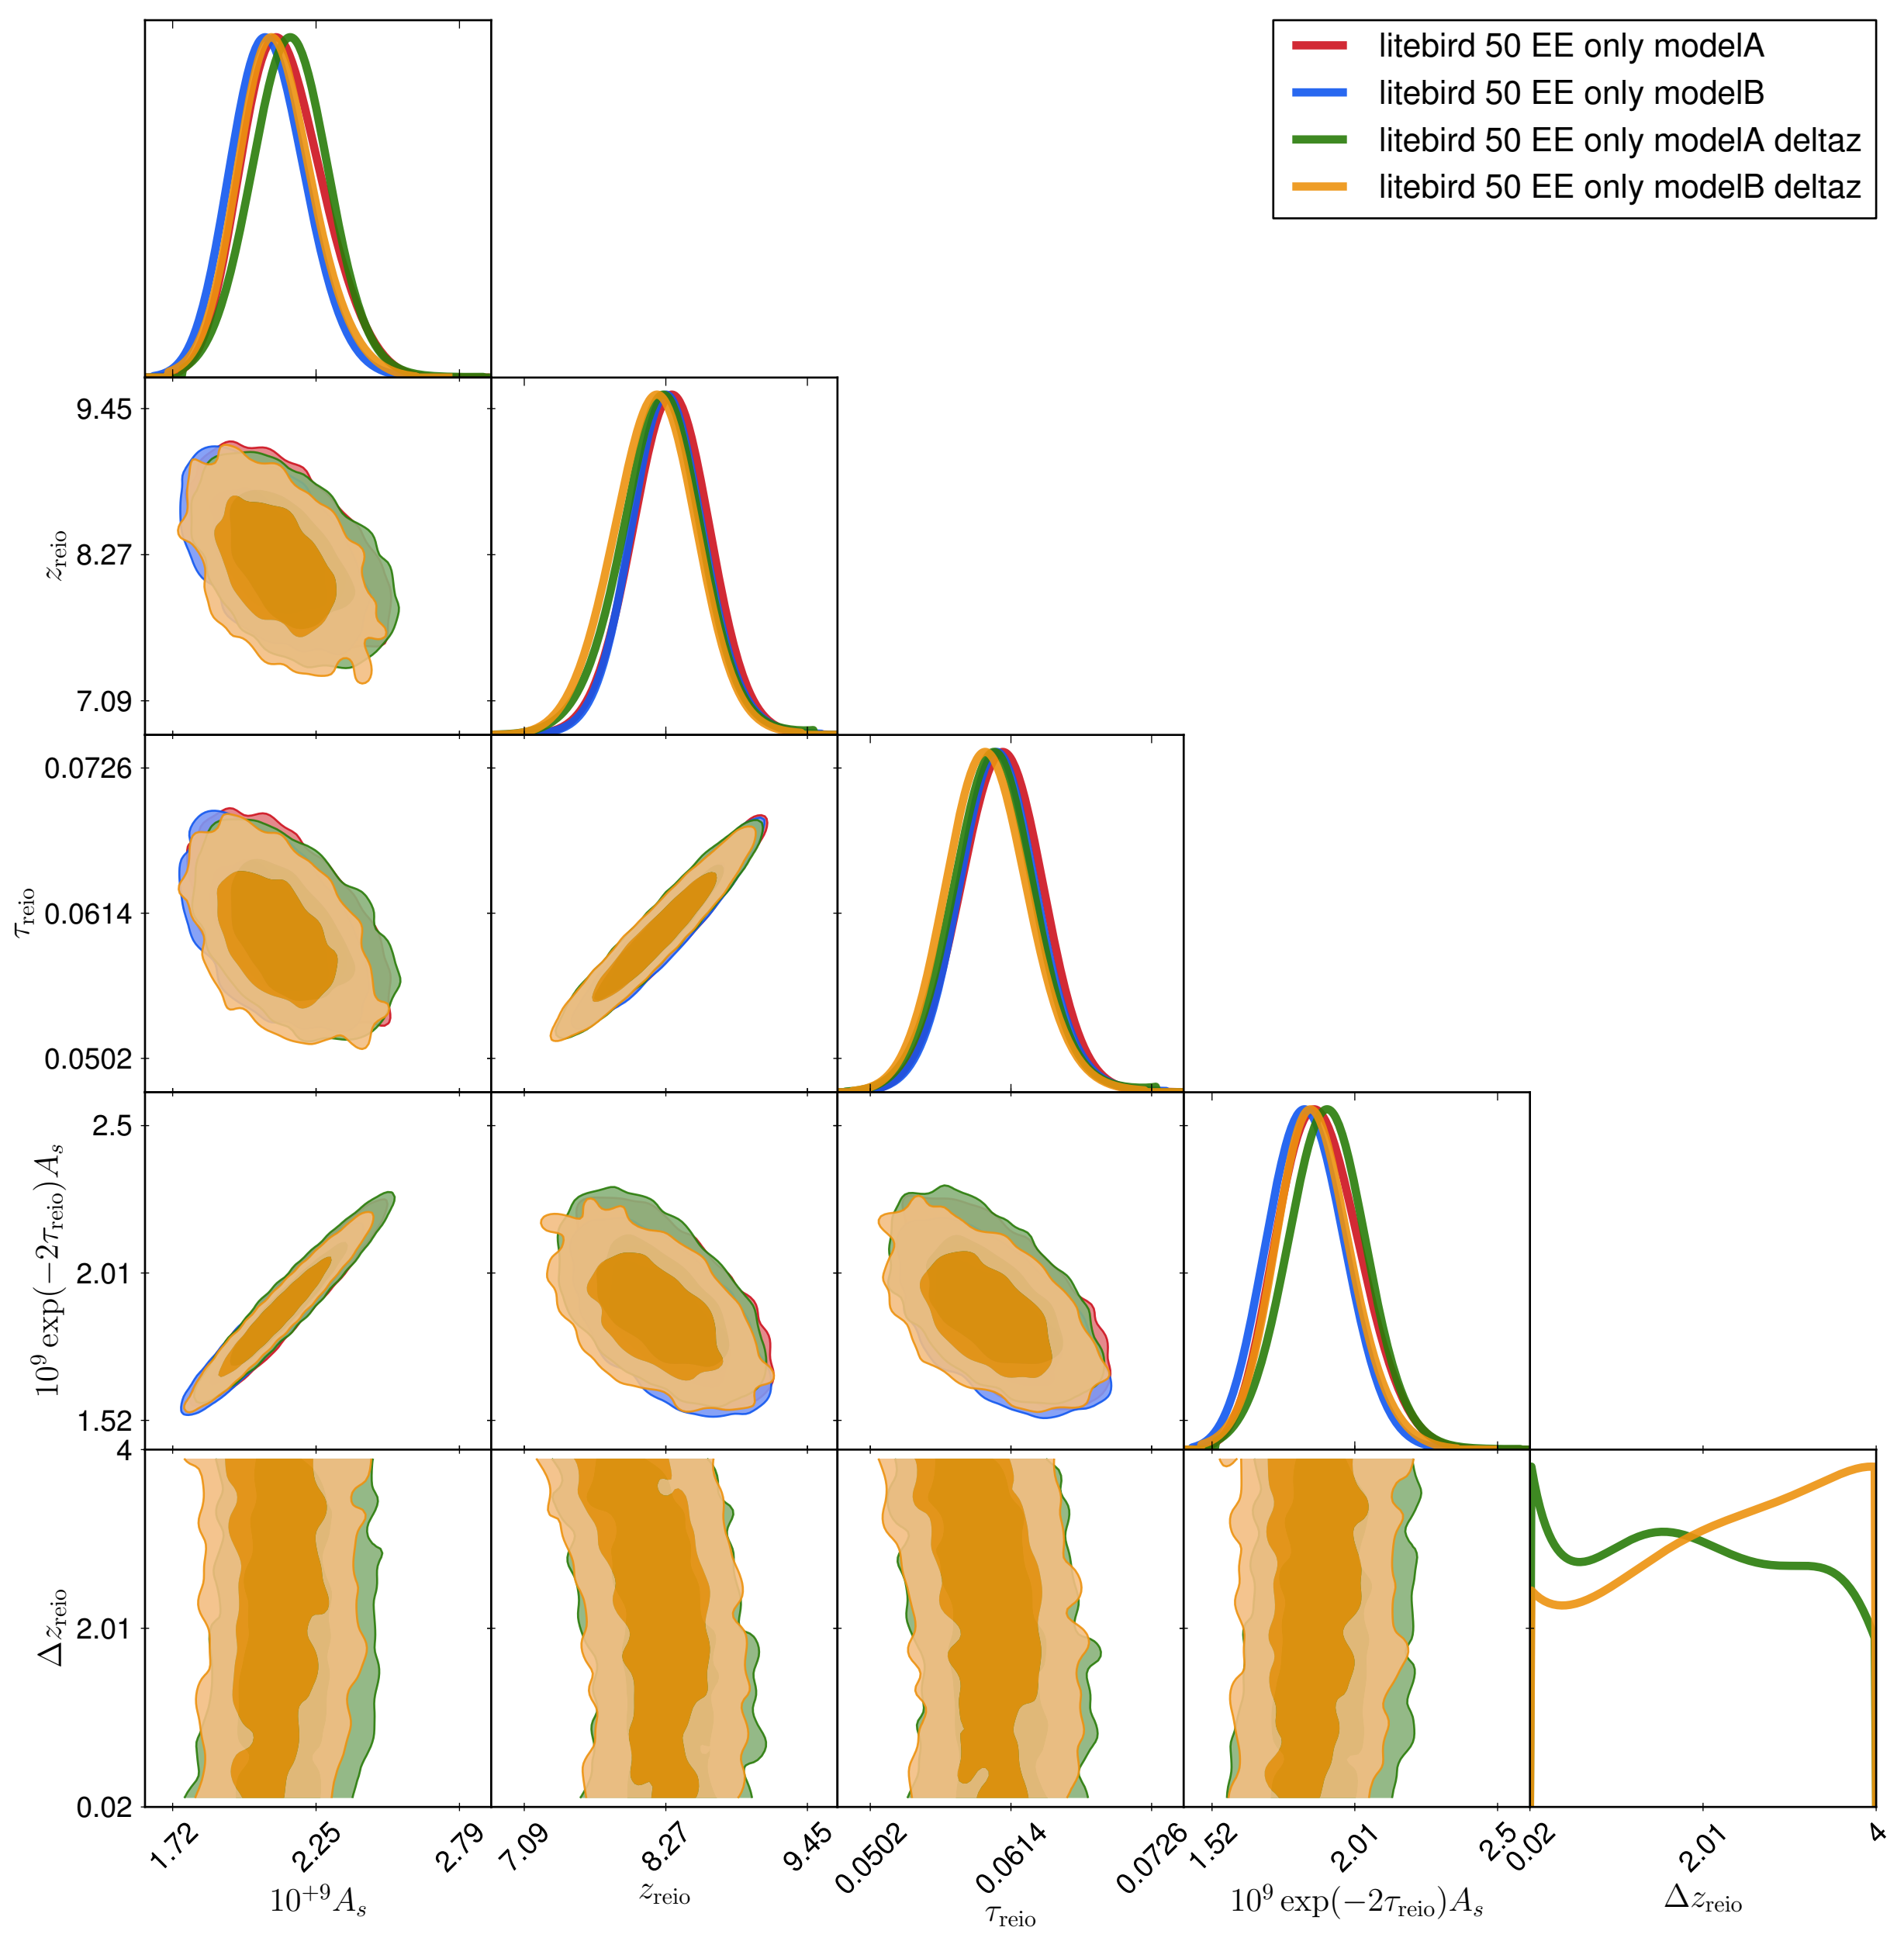 litebird 50 EE only modelA
litebird 50 EE only modelB
litebird 50 EE only modelA deltaz
litebird 50 EE only modelB deltaz
9.45
8.27
7.09
z_reio
0.0726
0.0614
0.0502
τ_reio
2.5
2.01
1.52
10^9 exp(−2τ_reio)A_s
4
2.01
0.02
Δz_reio
1.72 2.25 2.79 7.09 8.27 9.45 0.0502 0.0614 0.0726 1.52 2.01 2.5 0.02 2.01 4
10^{+9}A_s z_reio τ_reio 10^9 exp(−2τ_reio)A_s Δz_reio